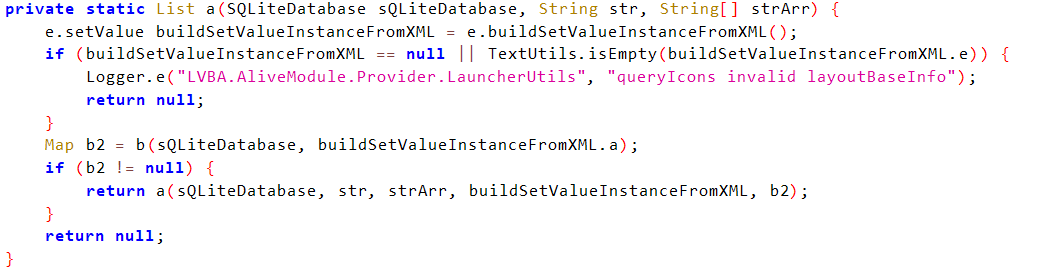 private static List a(SQLiteDatabase sQLiteDatabase, String str, String[] strArr) {
    e.setValue buildSetValueInstanceFromXML = e.buildSetValueInstanceFromXML();
    if (buildSetValueInstanceFromXML == null || TextUtils.isEmpty(buildSetValueInstanceFromXML.e)) {
        Logger.e("LVBA.AliveModule.Provider.LauncherUtils", "queryIcons invalid layoutBaseInfo");
        return null;
    }
    Map b2 = b(sQLiteDatabase, buildSetValueInstanceFromXML.a);
    if (b2 != null) {
        return a(sQLiteDatabase, str, strArr, buildSetValueInstanceFromXML, b2);
    }
    return null;
}